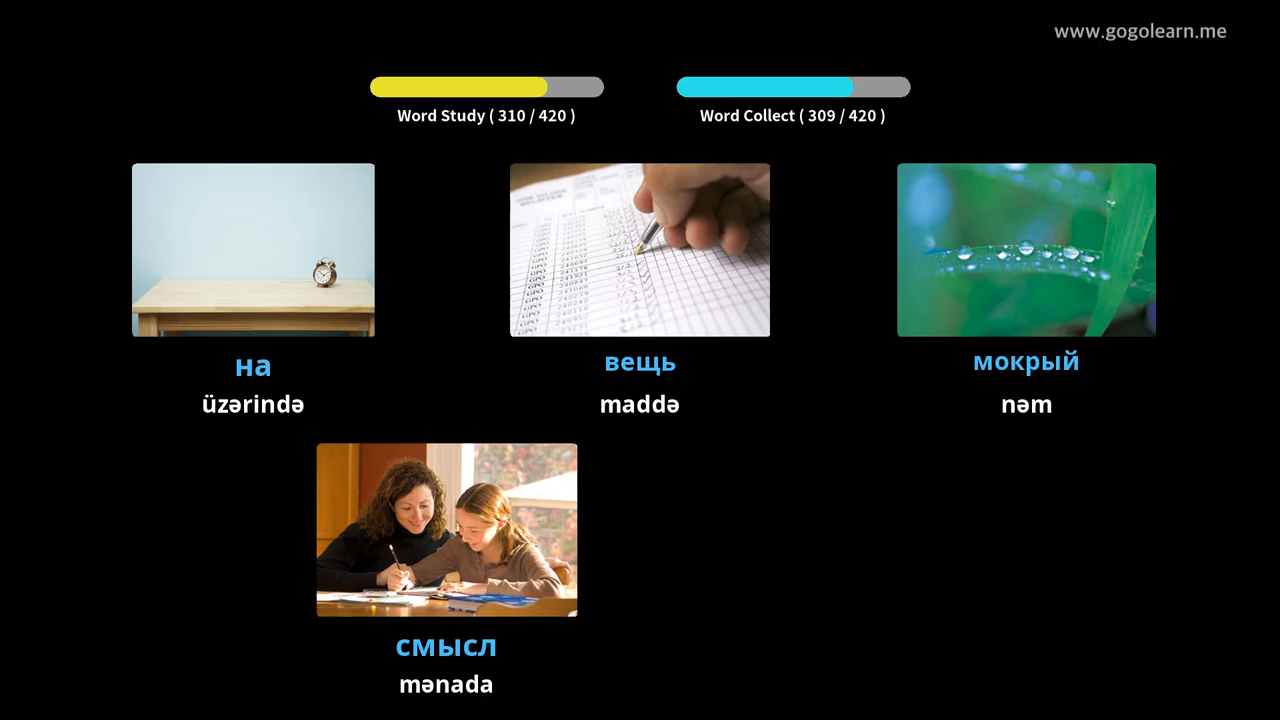 www.gogolearn.me
Word Study ( 310 / 420 )
Word Collect ( 309 / 420 )
на
üzərində
вещь
maddə
мокрый
nəm
смысл
mənada